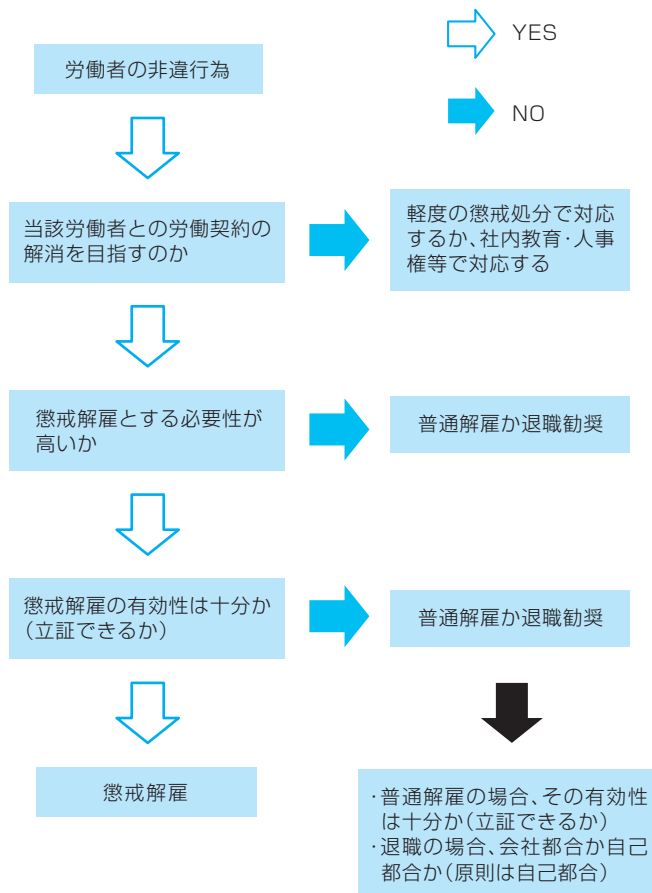 YES
労働者の非違行為
NO
当該労働者との労働契約の
解消を目指すのか
軽度の懲戒処分で対応
するか、社内教育・人事
権等で対応する
懲戒解雇とする必要性が
高いか
普通解雇か退職勧奨
懲戒解雇の有効性は十分か
（立証できるか）
普通解雇か退職勧奨
懲戒解雇
・普通解雇の場合、その有効性
は十分か（立証できるか）
・退職の場合、会社都合か自己
都合か（原則は自己都合）